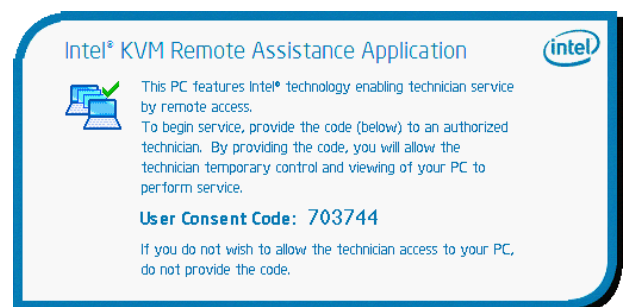 Intel® KVM Remote Assistance Application
intel
This PC features Intel® technology enabling technician service
by remote access.
To begin service, provide the code (below) to an authorized
technician. By providing the code, you will allow the
technician temporary control and viewing of your PC to
perform service.
User Consent Code: 703744
If you do not wish to allow the technician access to your PC,
do not provide the code.